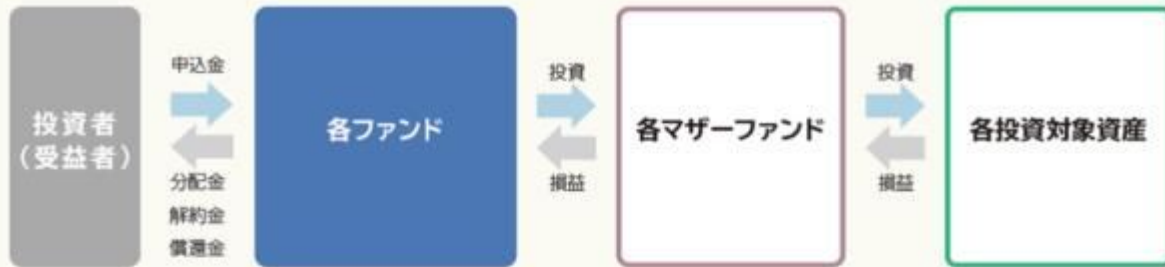 投資者
(受益者)
申込金
分配金
解約金
償還金
各ファンド
投資
損益
各マザーファンド
投資
損益
各投資対象資産